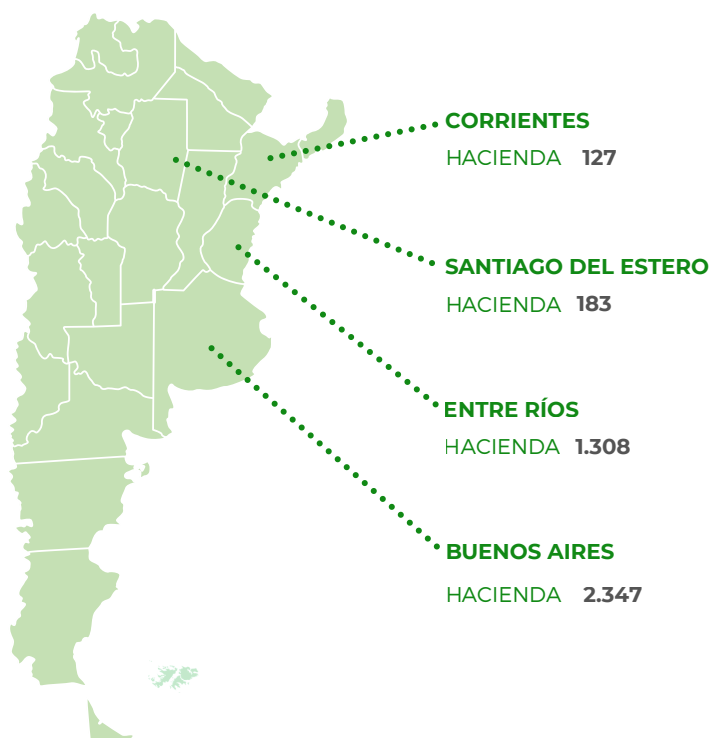 CORRIENTES
HACIENDA 127
SANTIAGO DEL ESTERO
HACIENDA 183
ENTRE RÍOS
HACIENDA 1.308
BUENOS AIRES
HACIENDA 2.347